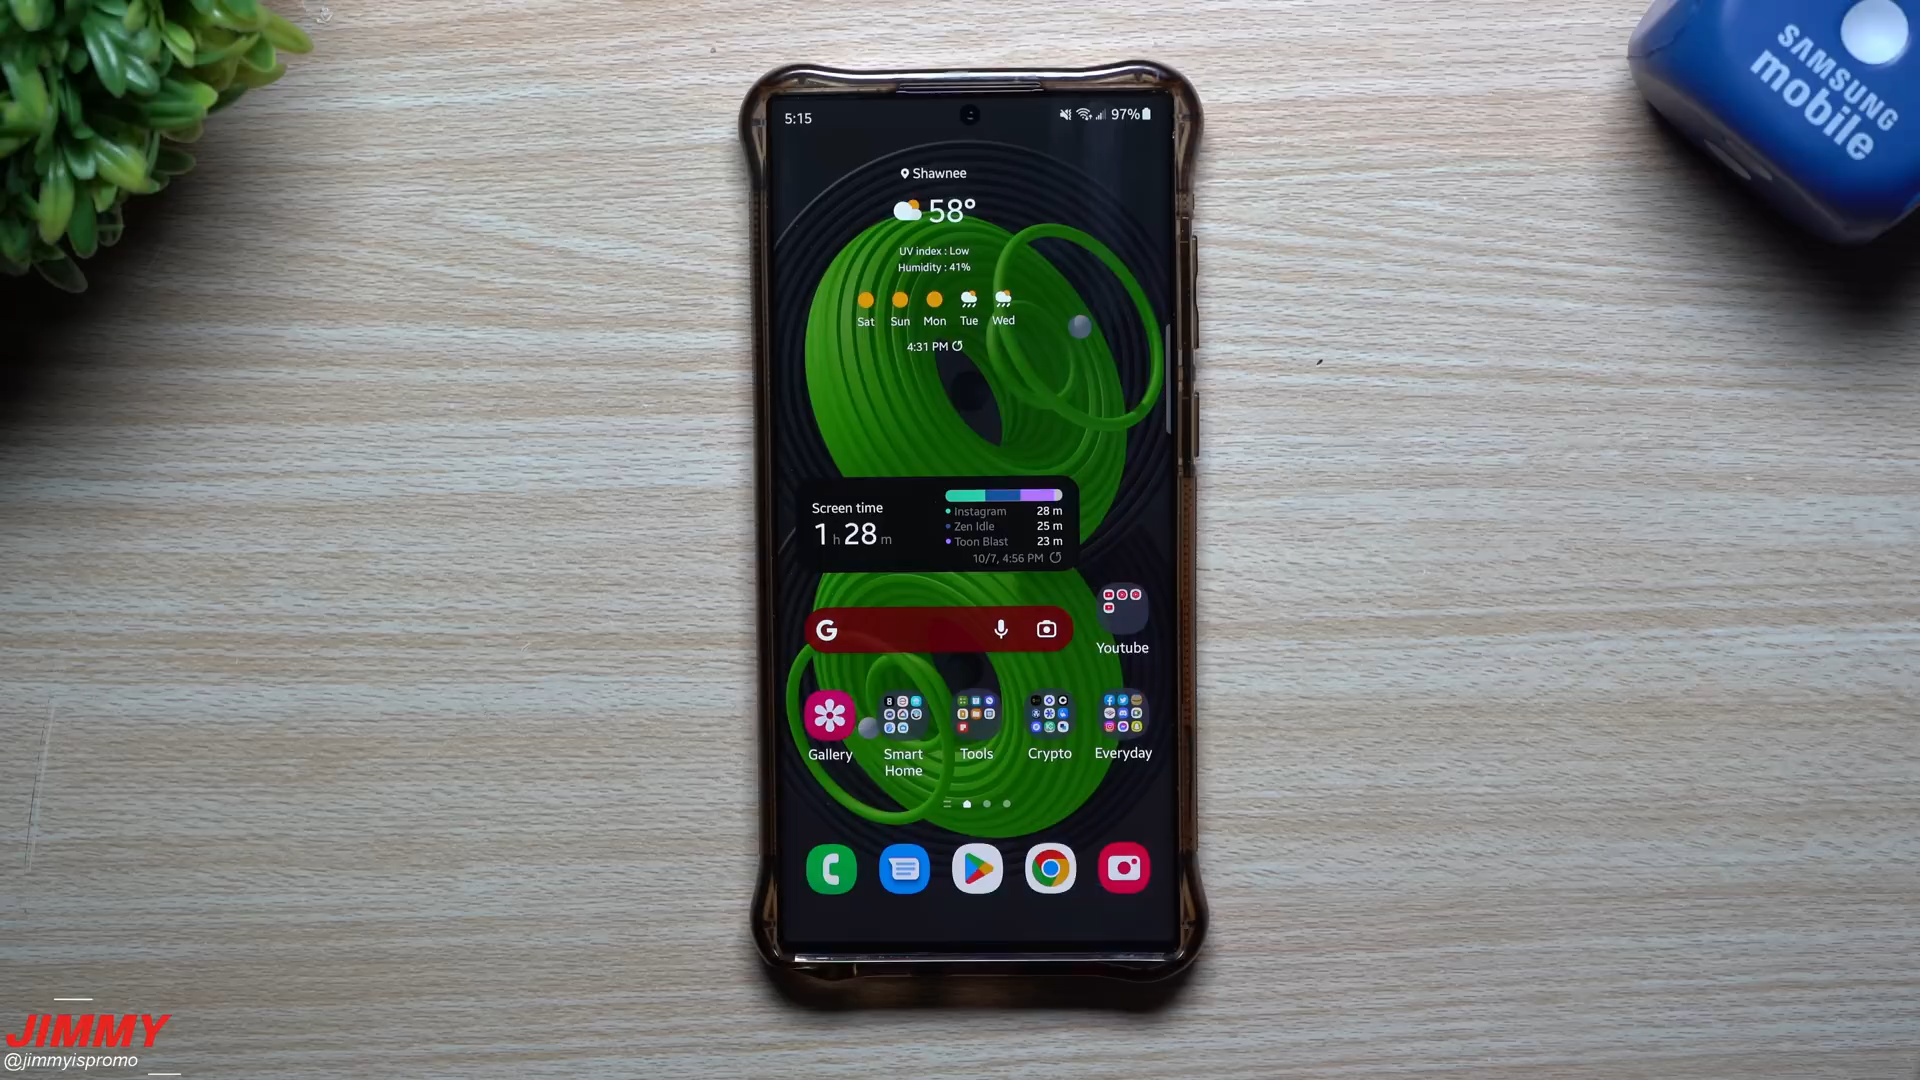 SAMSUNG
mobile
5:15
97%
Shawnee
58°
UV index : Low
Humidity : 41%
Sat Sun Mon Tue Wed
4:31 PM
Screen time
1 h 28 m
Instagram 28 m
Zen Idle 25 m
Toon Blast 23 m
10/7, 4:56 PM
G
Youtube
Gallery
Smart
Home
Tools
Crypto
Everyday
JIMMY
@jimmyispromo